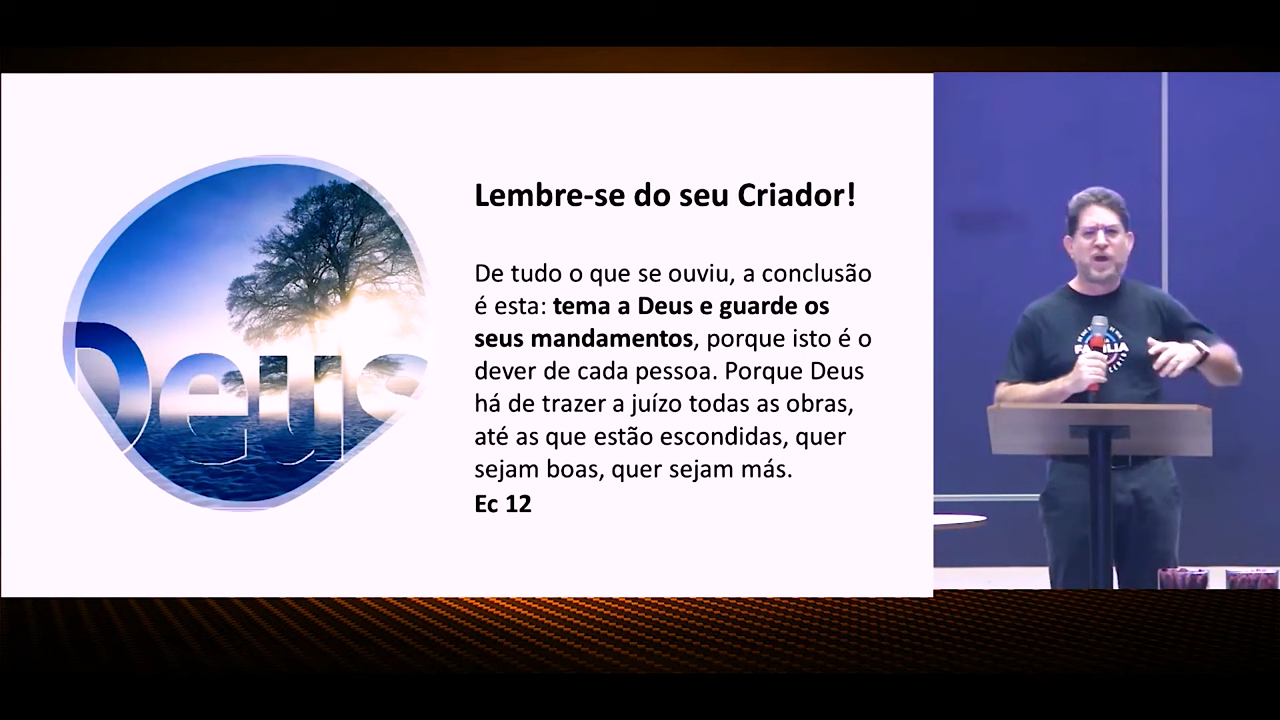 Deus
Lembre-se do seu Criador!
De tudo o que se ouviu, a conclusão
é esta: tema a Deus e guarde os
seus mandamentos, porque isto é o
dever de cada pessoa. Porque Deus
há de trazer a juízo todas as obras,
até as que estão escondidas, quer
sejam boas, quer sejam más.
Ec 12
FAMÍLIA